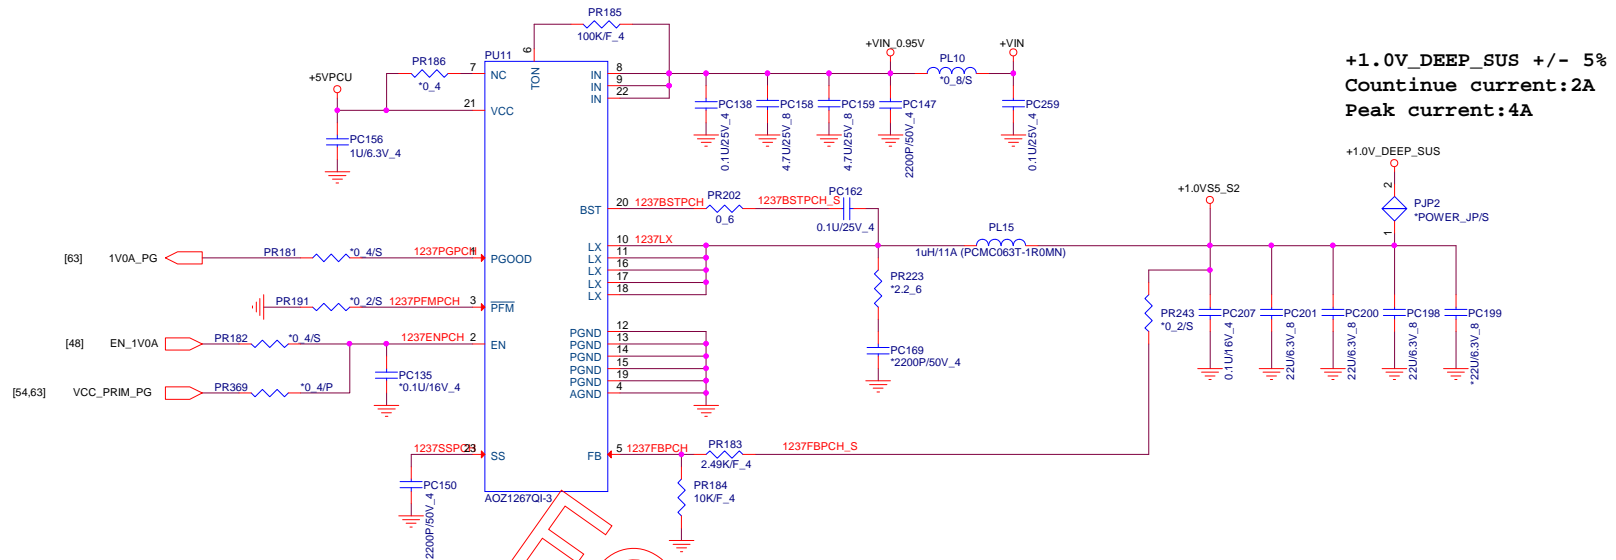 PR185
100K/F_4
+1.0V_DEEP_SUS +/- 5%
Countinue current:2A
Peak current:4A
+5VPCU
PR186
*0_4
PU11
6
TON
7
NC
21
VCC
PC156
1U/6.3V_4
IN
8
IN
9
IN
22
+VIN_0.95V
+VIN
PL10
*0_8/S
PC138
0.1U/25V_4
PC158
4.7U/25V_8
PC159
4.7U/25V_8
PC147
2200P/50V_4
PC259
0.1U/25V_4
BST
20
1237BSTPCH
PR202
0_6
1237BSTPCH_S
PC162
0.1U/25V_4
+1.0VS5_S2
+1.0V_DEEP_SUS
2
PJP2
*POWER_JP/S
1
LX
10
1237LX
LX
11
LX
16
LX
17
LX
18
PL15
1uH/11A (PCMC063T-1R0MN)
[63]
1V0A_PG
PR181
*0_4/S
1237PGPCH
1
PGOOD
PR191
*0_2/S
1237PFMPCH
3
PFM
[48]
EN_1V0A
PR182
*0_4/S
1237ENPCH
2
EN
[54,63]
VCC_PRIM_PG
PR369
*0_4/P
PC135
*0.1U/16V_4
PR223
*2.2_6
PC169
*2200P/50V_4
PGND
12
PGND
13
PGND
14
PGND
15
PGND
19
AGND
4
PR243
*0_2/S
PC207
0.1U/16V_4
PC201
22U/6.3V_8
PC200
22U/6.3V_8
PC198
22U/6.3V_8
PC199
*22U/6.3V_8
1237SSPCH
23
SS
PC150
2200P/50V_4
FB
5
1237FBPCH
PR183
2.49K/F_4
1237FBPCH_S
PR184
10K/F_4
AOZ1267QI-3